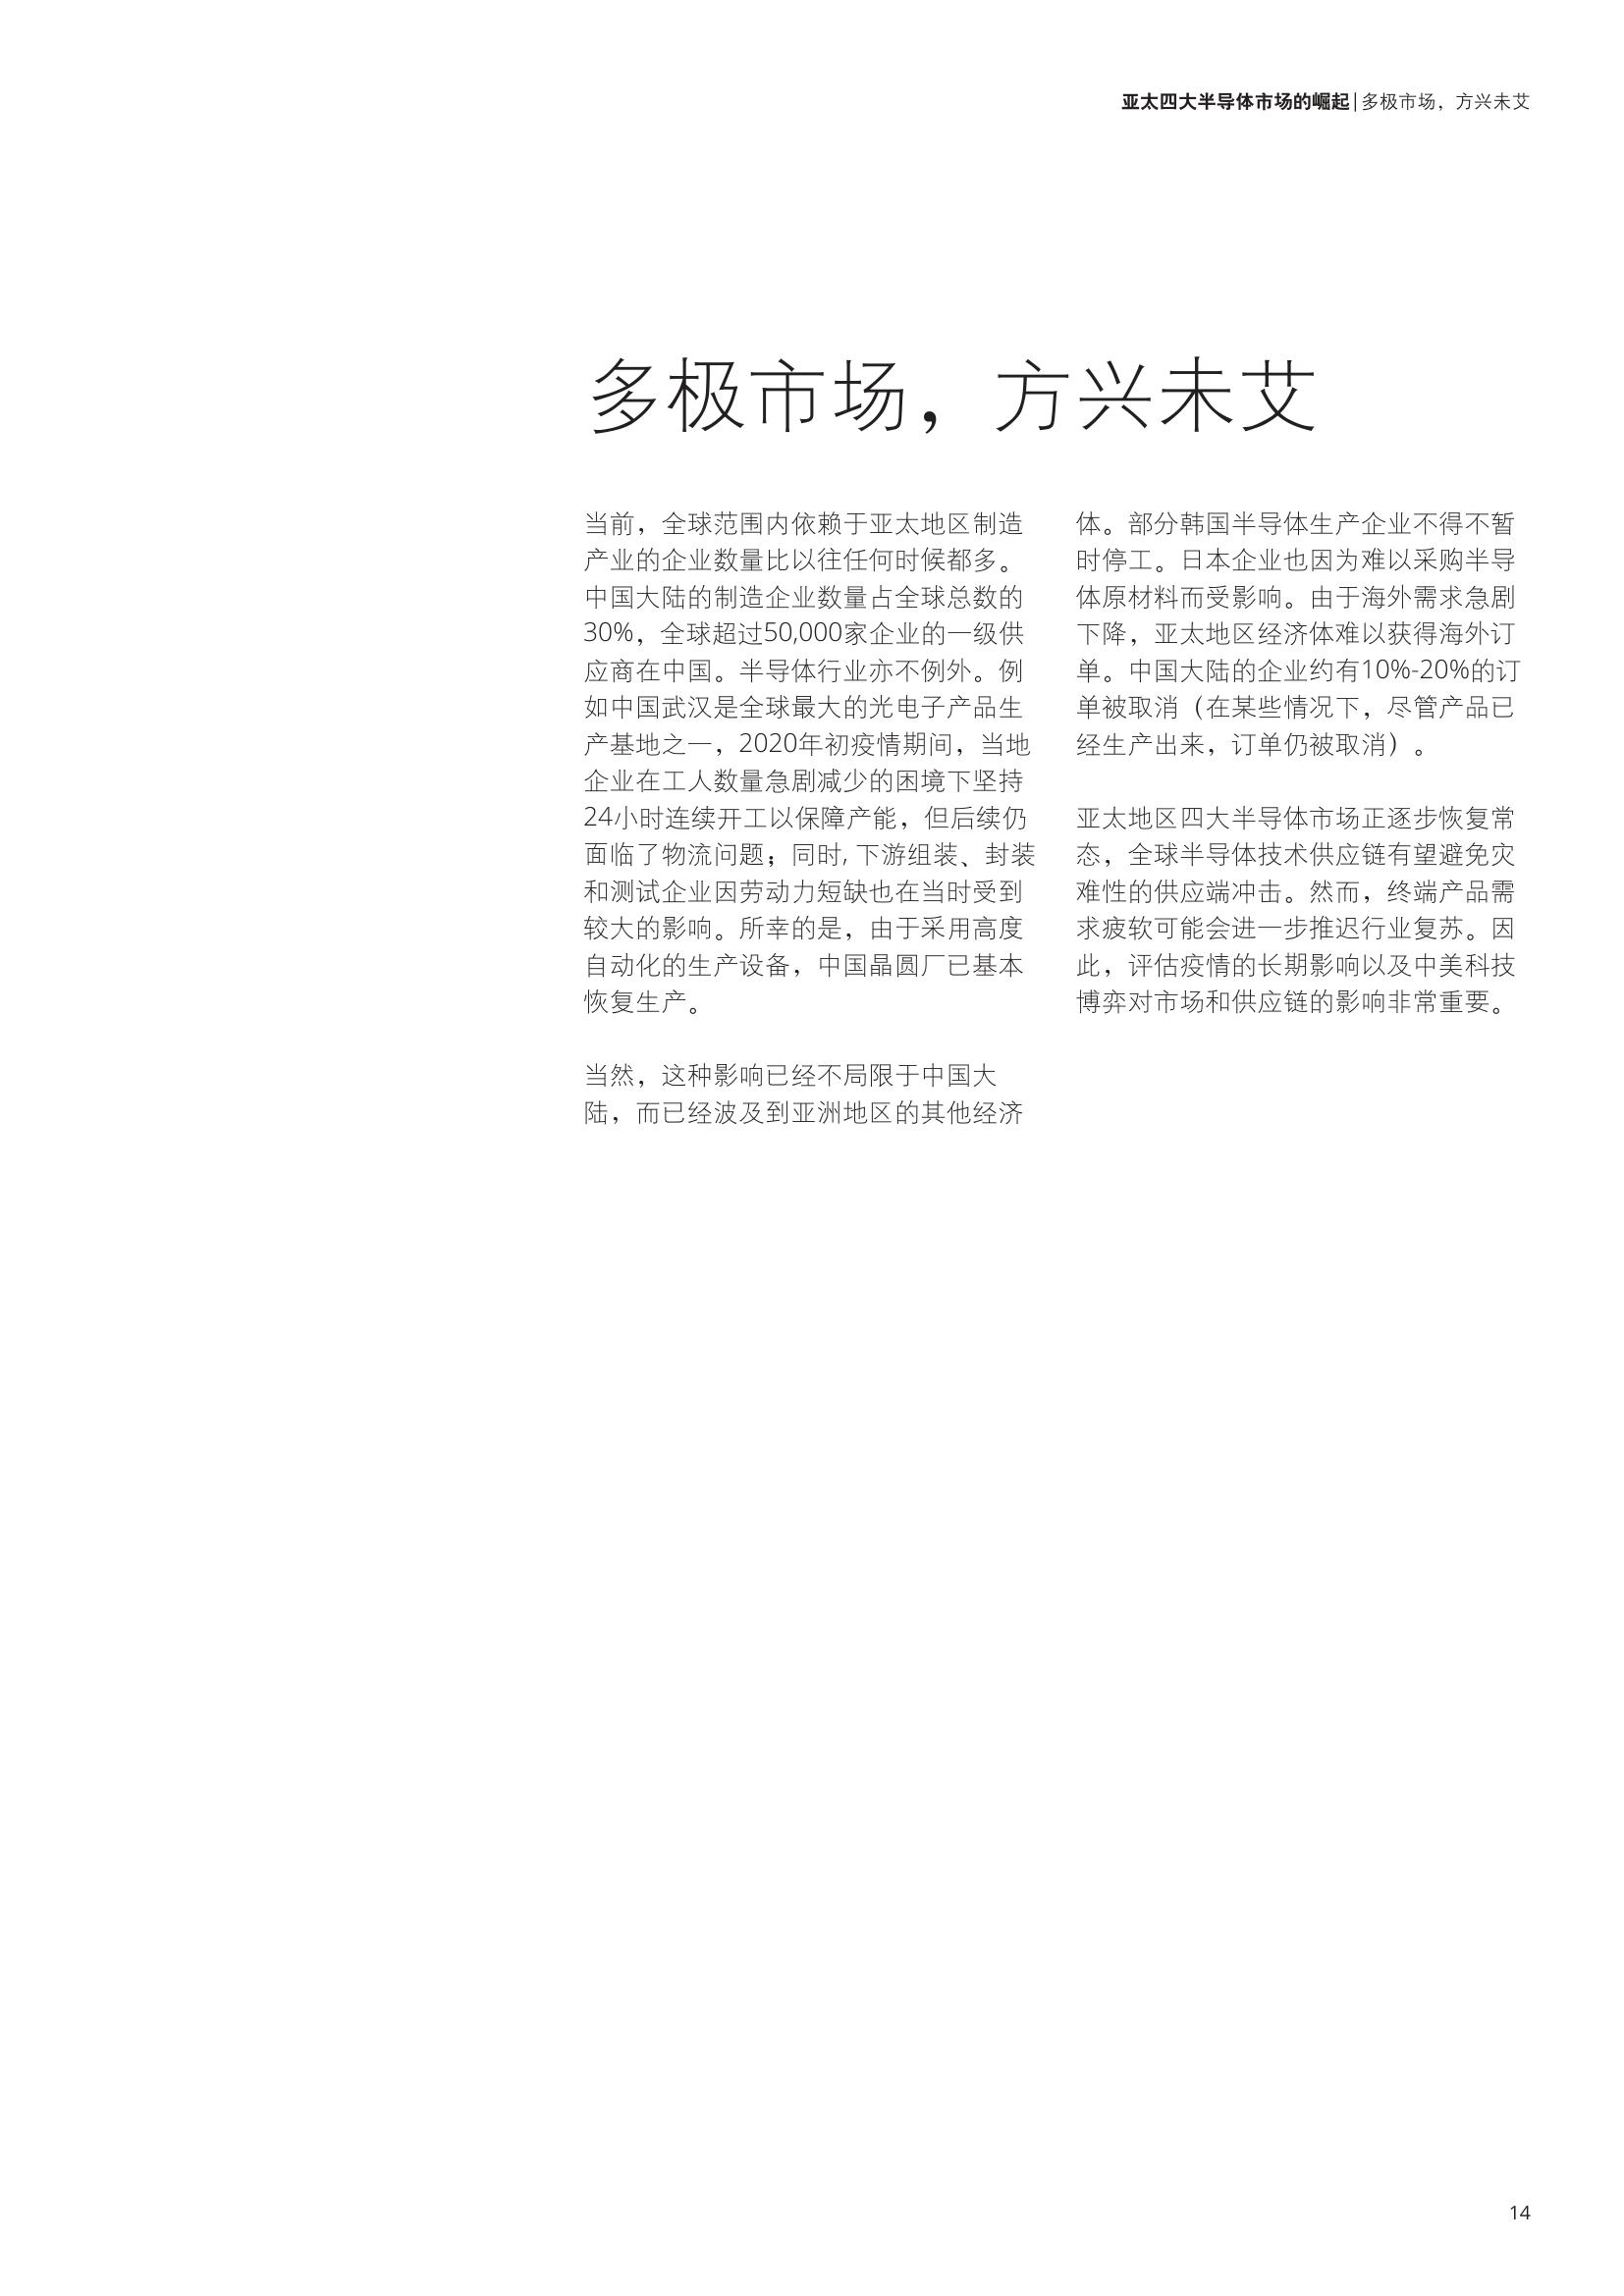 亚太四大半导体市场的崛起|多极市场，方兴未艾
多极市场，方兴未艾
当前，全球范围内依赖于亚太地区制造
产业的企业数量比以往任何时候都多。
中国大陆的制造企业数量占全球总数的
30%，全球超过50,000家企业的一级供
应商在中国。半导体行业亦不例外。例
如中国武汉是全球最大的光电子产品生
产基地之一，2020年初疫情期间，当地
企业在工人数量急剧减少的困境下坚持
24小时连续开工以保障产能，但后续仍
面临了物流问题；同时, 下游组装、封装
和测试企业因劳动力短缺也在当时受到
较大的影响。所幸的是，由于采用高度
自动化的生产设备，中国晶圆厂已基本
恢复生产。
当然，这种影响已经不局限于中国大
陆，而已经波及到亚洲地区的其他经济
体。部分韩国半导体生产企业不得不暂
时停工。日本企业也因为难以采购半导
体原材料而受影响。由于海外需求急剧
下降，亚太地区经济体难以获得海外订
单。中国大陆的企业约有10%-20%的订
单被取消（在某些情况下，尽管产品已
经生产出来，订单仍被取消）。
亚太地区四大半导体市场正逐步恢复常
态，全球半导体技术供应链有望避免灾
难性的供应端冲击。然而，终端产品需
求疲软可能会进一步推迟行业复苏。因
此，评估疫情的长期影响以及中美科技
博弈对市场和供应链的影响非常重要。
14